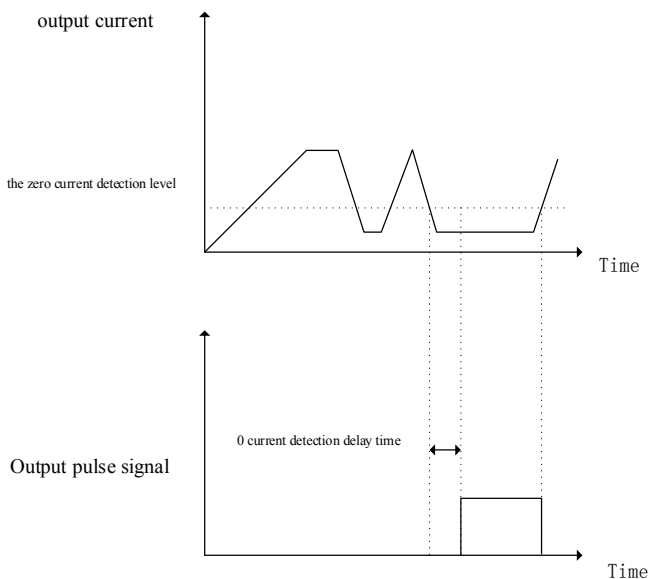 output current
the zero current detection level
Time
0 current detection delay time
Output pulse signal
Time